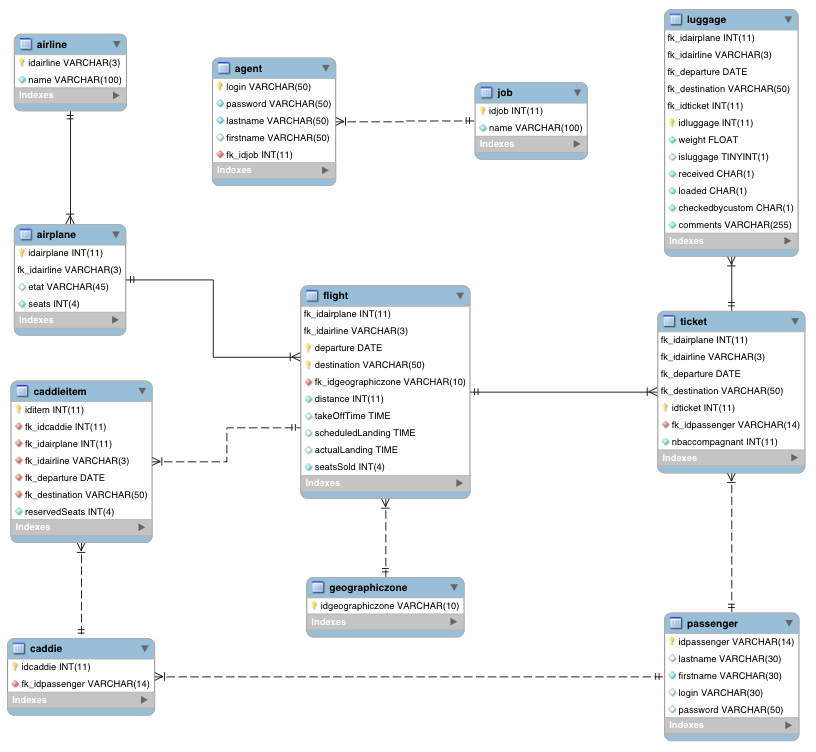 airline
idairline VARCHAR(3)
name VARCHAR(100)
Indexes
agent
login VARCHAR(50)
password VARCHAR(50)
lastname VARCHAR(50)
firstname VARCHAR(50)
fk_idjob INT(11)
Indexes
job
idjob INT(11)
name VARCHAR(100)
Indexes
luggage
fk_idairplane INT(11)
fk_idairline VARCHAR(3)
fk_departure DATE
fk_destination VARCHAR(50)
fk_idticket INT(11)
idluggage INT(11)
weight FLOAT
isluggage TINYINT(1)
received CHAR(1)
loaded CHAR(1)
checkedbycustom CHAR(1)
comments VARCHAR(255)
Indexes
airplane
idairplane INT(11)
fk_idairline VARCHAR(3)
etat VARCHAR(45)
seats INT(4)
Indexes
flight
fk_idairplane INT(11)
fk_idairline VARCHAR(3)
departure DATE
destination VARCHAR(50)
fk_idgeographiczone VARCHAR(10)
distance INT(11)
takeOffTime TIME
scheduledLanding TIME
actualLanding TIME
seatsSold INT(4)
Indexes
ticket
fk_idairplane INT(11)
fk_idairline VARCHAR(3)
fk_departure DATE
fk_destination VARCHAR(50)
idticket INT(11)
fk_idpassenger VARCHAR(14)
nbaccompagnant INT(11)
Indexes
caddieitem
iditem INT(11)
fk_idcaddie INT(11)
fk_idairplane INT(11)
fk_idairline VARCHAR(3)
fk_departure DATE
fk_destination VARCHAR(50)
reservedSeats INT(4)
Indexes
geographiczone
idgeographiczone VARCHAR(10)
Indexes
caddie
idcaddie INT(11)
fk_idpassenger VARCHAR(14)
Indexes
passenger
idpassenger VARCHAR(14)
lastname VARCHAR(30)
firstname VARCHAR(30)
login VARCHAR(30)
password VARCHAR(50)
Indexes